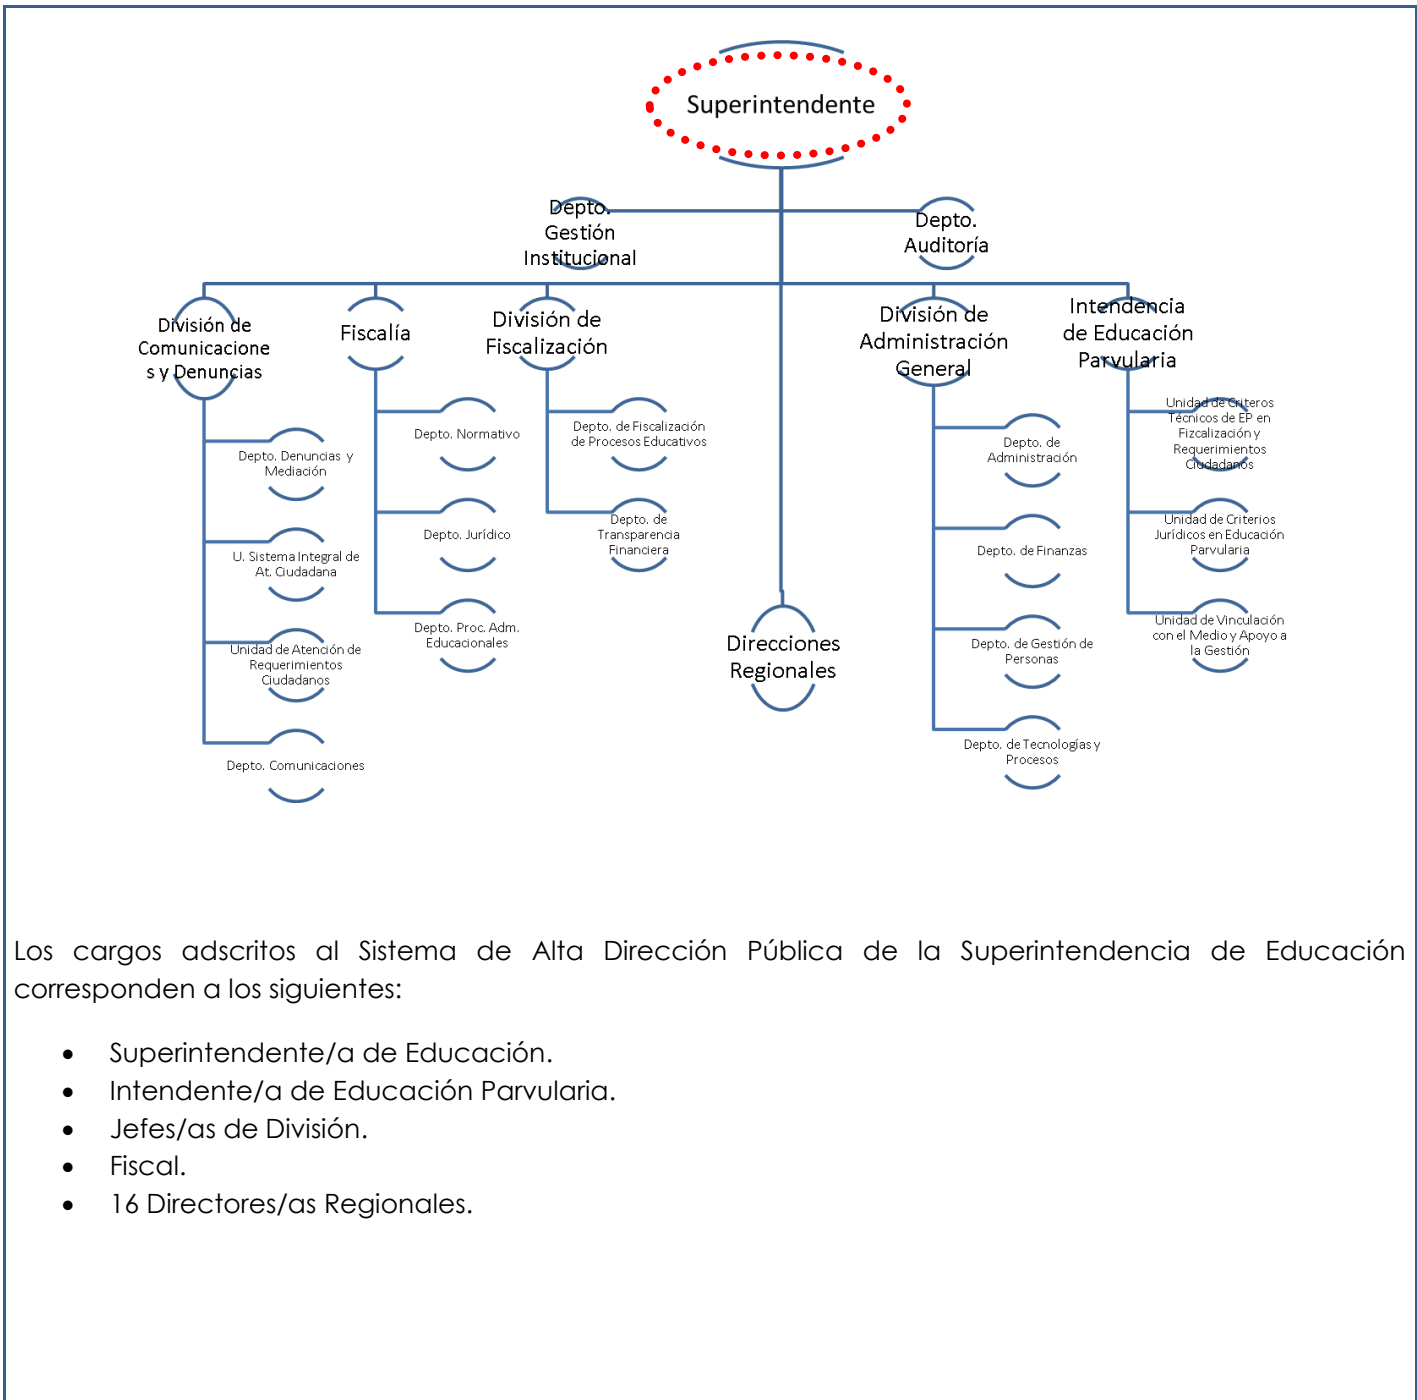 Superintendente
Depto.
Gestión
Institucional
Depto.
Auditoría
División de
Comunicacione
s y Denuncias
Fiscalía
División de
Fiscalización
División de
Administración
General
Intendencia
de Educación
Parvularia
Depto. Denuncias y
Mediación
U. Sistema Integral de
At. Ciudadana
Unidad de Atención de
Requerimientos
Ciudadanos
Depto. Comunicaciones
Depto. Normativo
Depto. Jurídico
Depto. Proc. Adm.
Educacionales
Depto. de Fiscalización
de Procesos Educativos
Depto. de
Transparencia
Financiera
Direcciones
Regionales
Depto. de
Administración
Depto. de Finanzas
Depto. de Gestión de
Personas
Depto. de Tecnologías y
Procesos
Unidad de Criteros
Técnicos de EP en
Fizcalización y
Requerimientos
Ciudadanos
Unidad de Criterios
Jurídicos en Educación
Parvularia
Unidad de Vinculación
con el Medio y Apoyo a
la Gestión
Los cargos adscritos al Sistema de Alta Dirección Pública de la Superintendencia de Educación
corresponden a los siguientes:
• Superintendente/a de Educación.
• Intendente/a de Educación Parvularia.
• Jefes/as de División.
• Fiscal.
• 16 Directores/as Regionales.